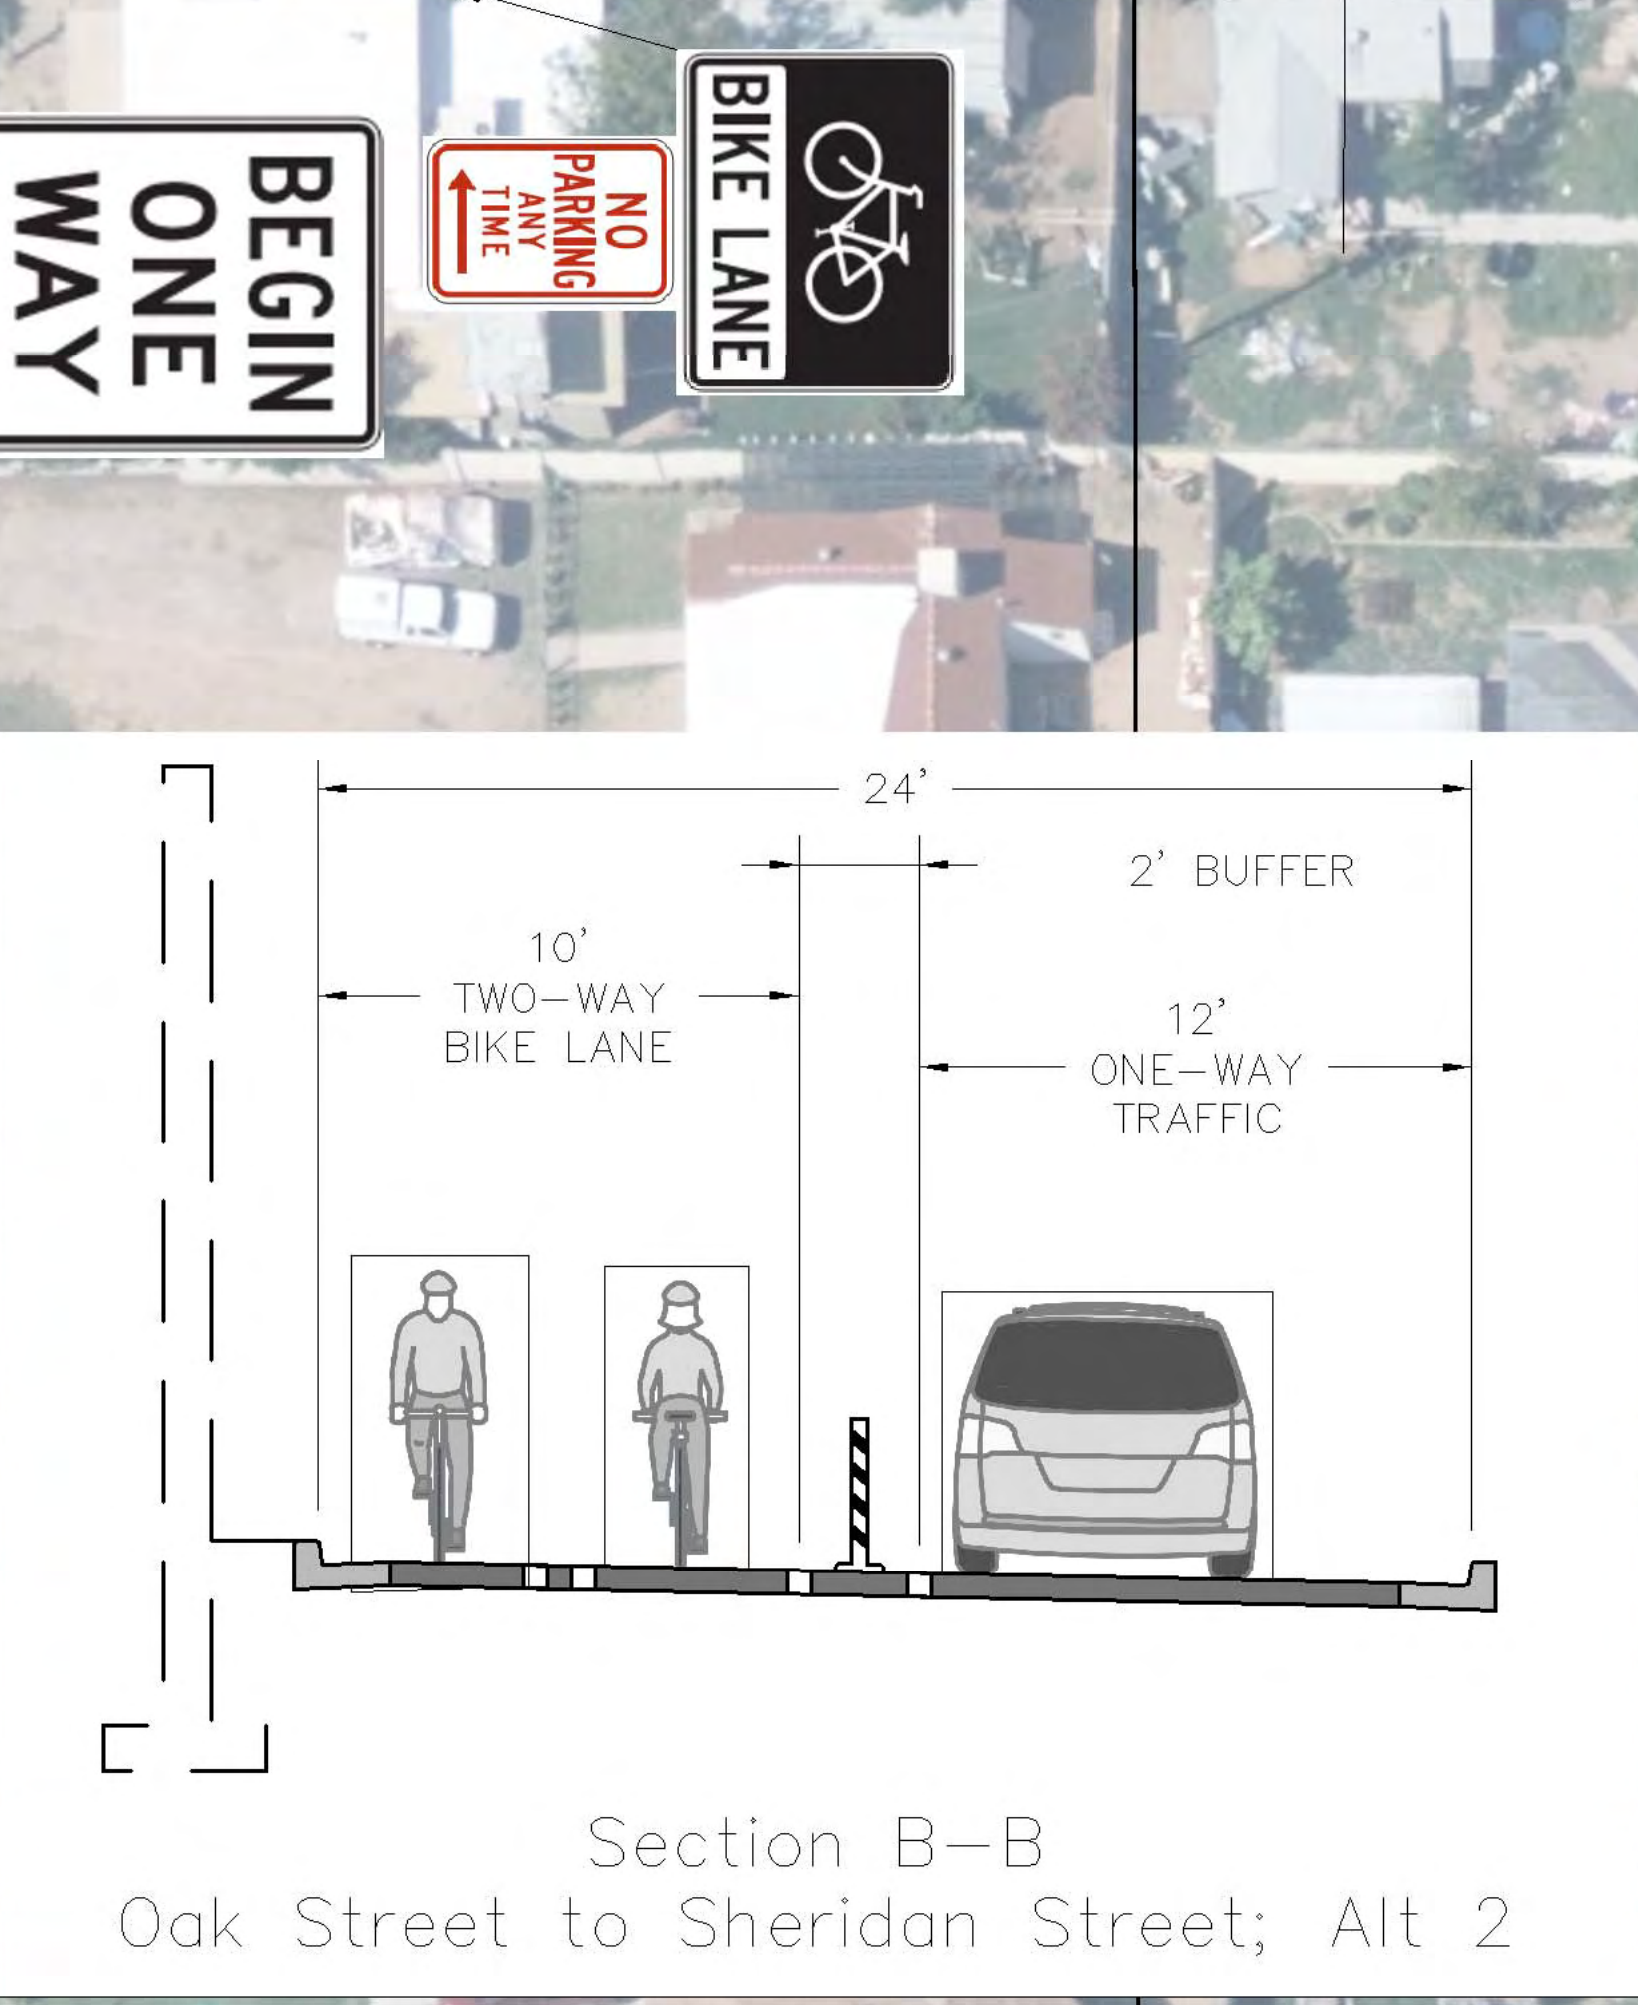 BEGIN
ONE
WAY
NO
PARKING
ANY
TIME
BIKE LANE
24’
2’ BUFFER
10’
TWO–WAY
BIKE LANE
12’
ONE–WAY
TRAFFIC
Section B–B
Oak Street to Sheridan Street; Alt 2